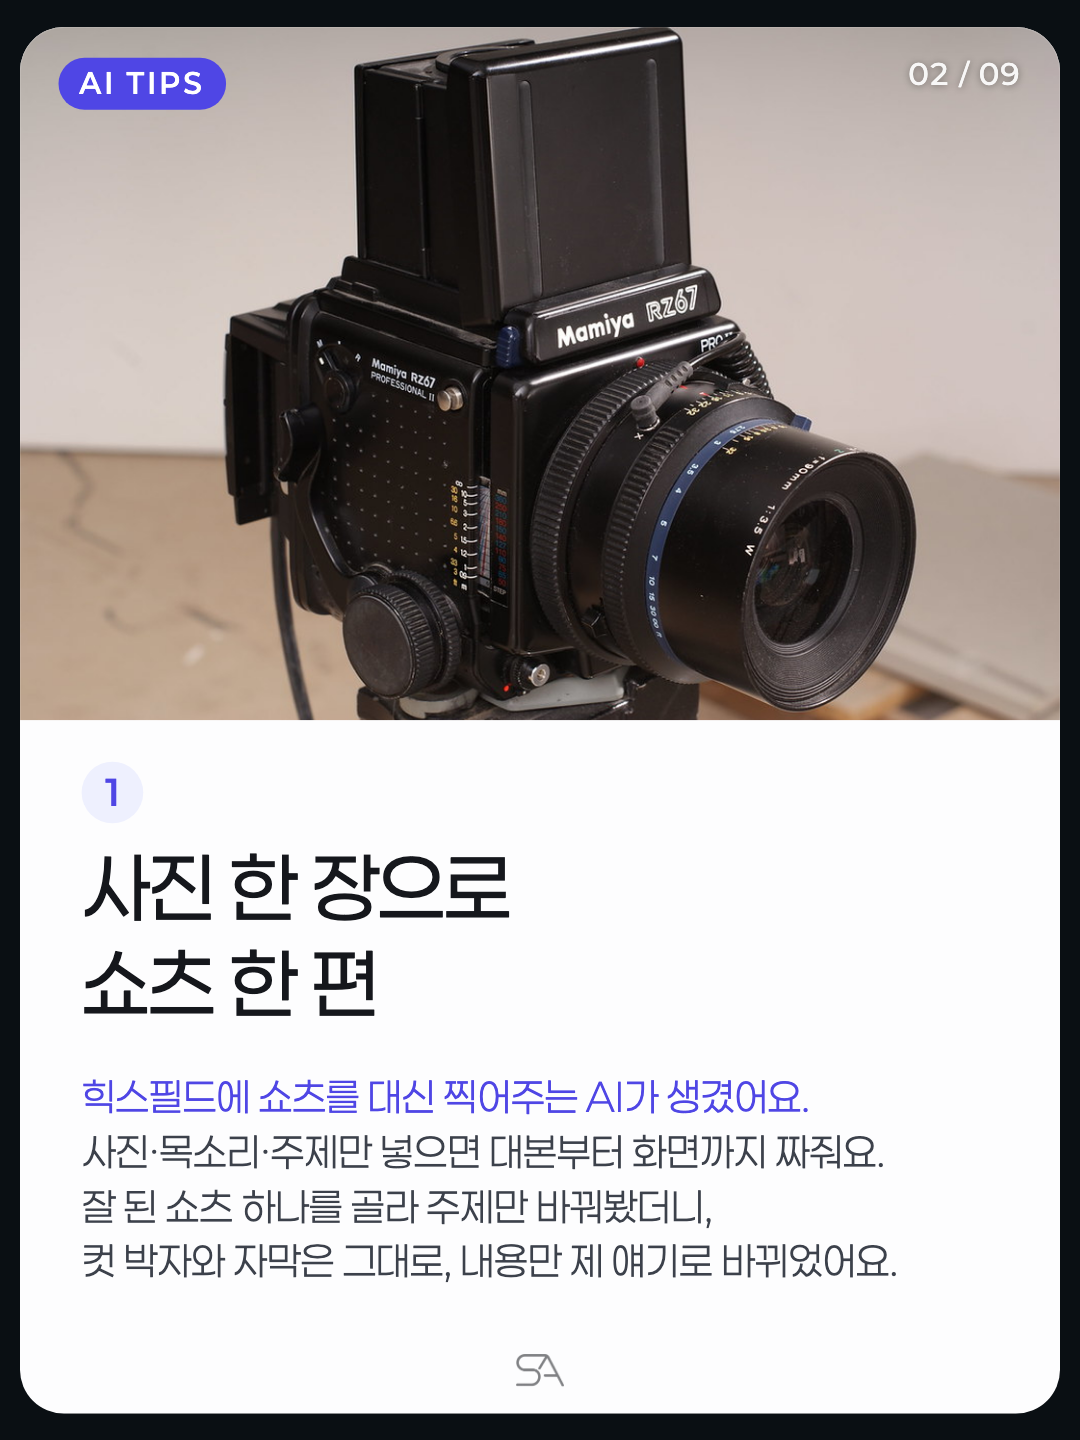 AI TIPS
02 / 09
Mamiya RZ67
PRO
Mamiya RZ67
PROFESSIONAL II
f=90mm
1:3.5 W
1
사진 한 장으로
쇼츠 한 편
힉스필드에 쇼츠를 대신 찍어주는 AI가 생겼어요.
사진·목소리·주제만 넣으면 대본부터 화면까지 짜줘요.
잘 된 쇼츠 하나를 골라 주제만 바꿔봤더니,
컷 박자와 자막은 그대로, 내용만 제 얘기로 바뀌었어요.
SA